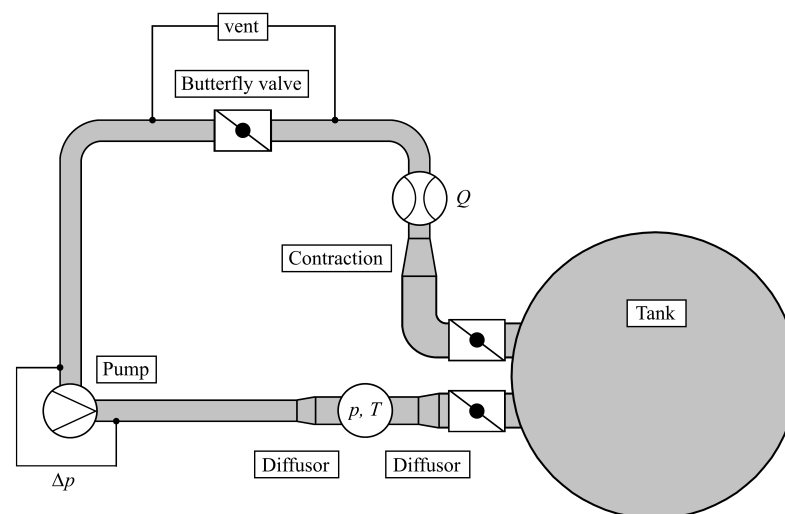 vent
Butterfly valve
Q
Contraction
Tank
Pump
p, T
Diffusor
Diffusor
Δp